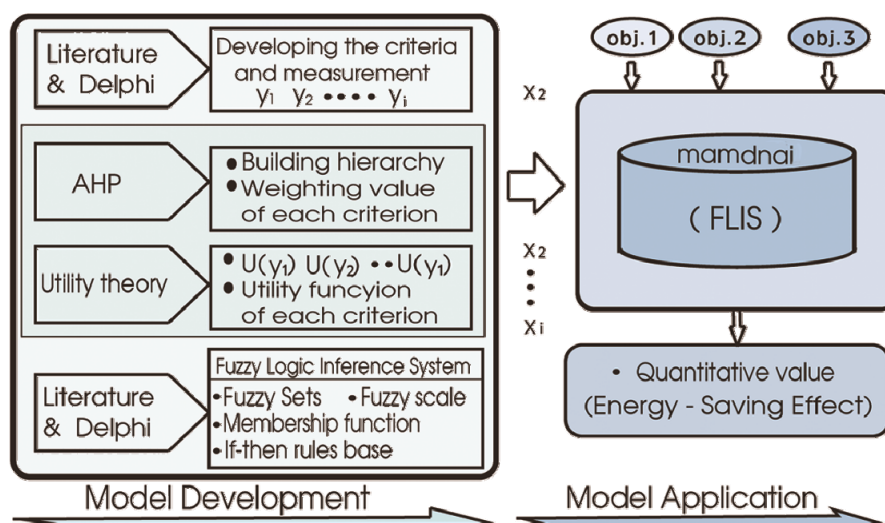 Literature
& Delphi
Developing the criteria
and measurement
y₁ y₂ •••• yᵢ
AHP
• Building hierarchy
• Weighting value
of each criterion
Utility theory
• U(y₁) U(y₂) •• U(y₁)
• Utility funcyion
of each criterion
Literature
& Delphi
Fuzzy Logic Inference System
•Fuzzy Sets •Fuzzy scale
•Membership function
•If-then rules base
Model Development
X₂
X₂
Xᵢ
obj.1 obj.2 obj.3
mamdnai
(FLIS)
• Quantitative value
(Energy - Saving Effect)
Model Application